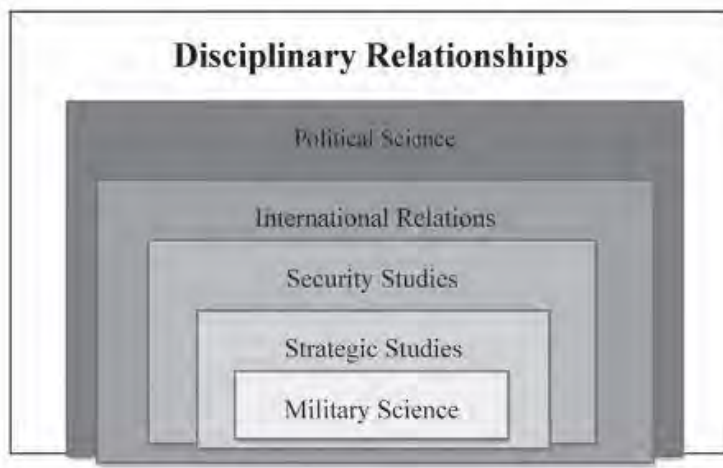 Disciplinary Relationships
Political Science
International Relations
Security Studies
Strategic Studies
Military Science